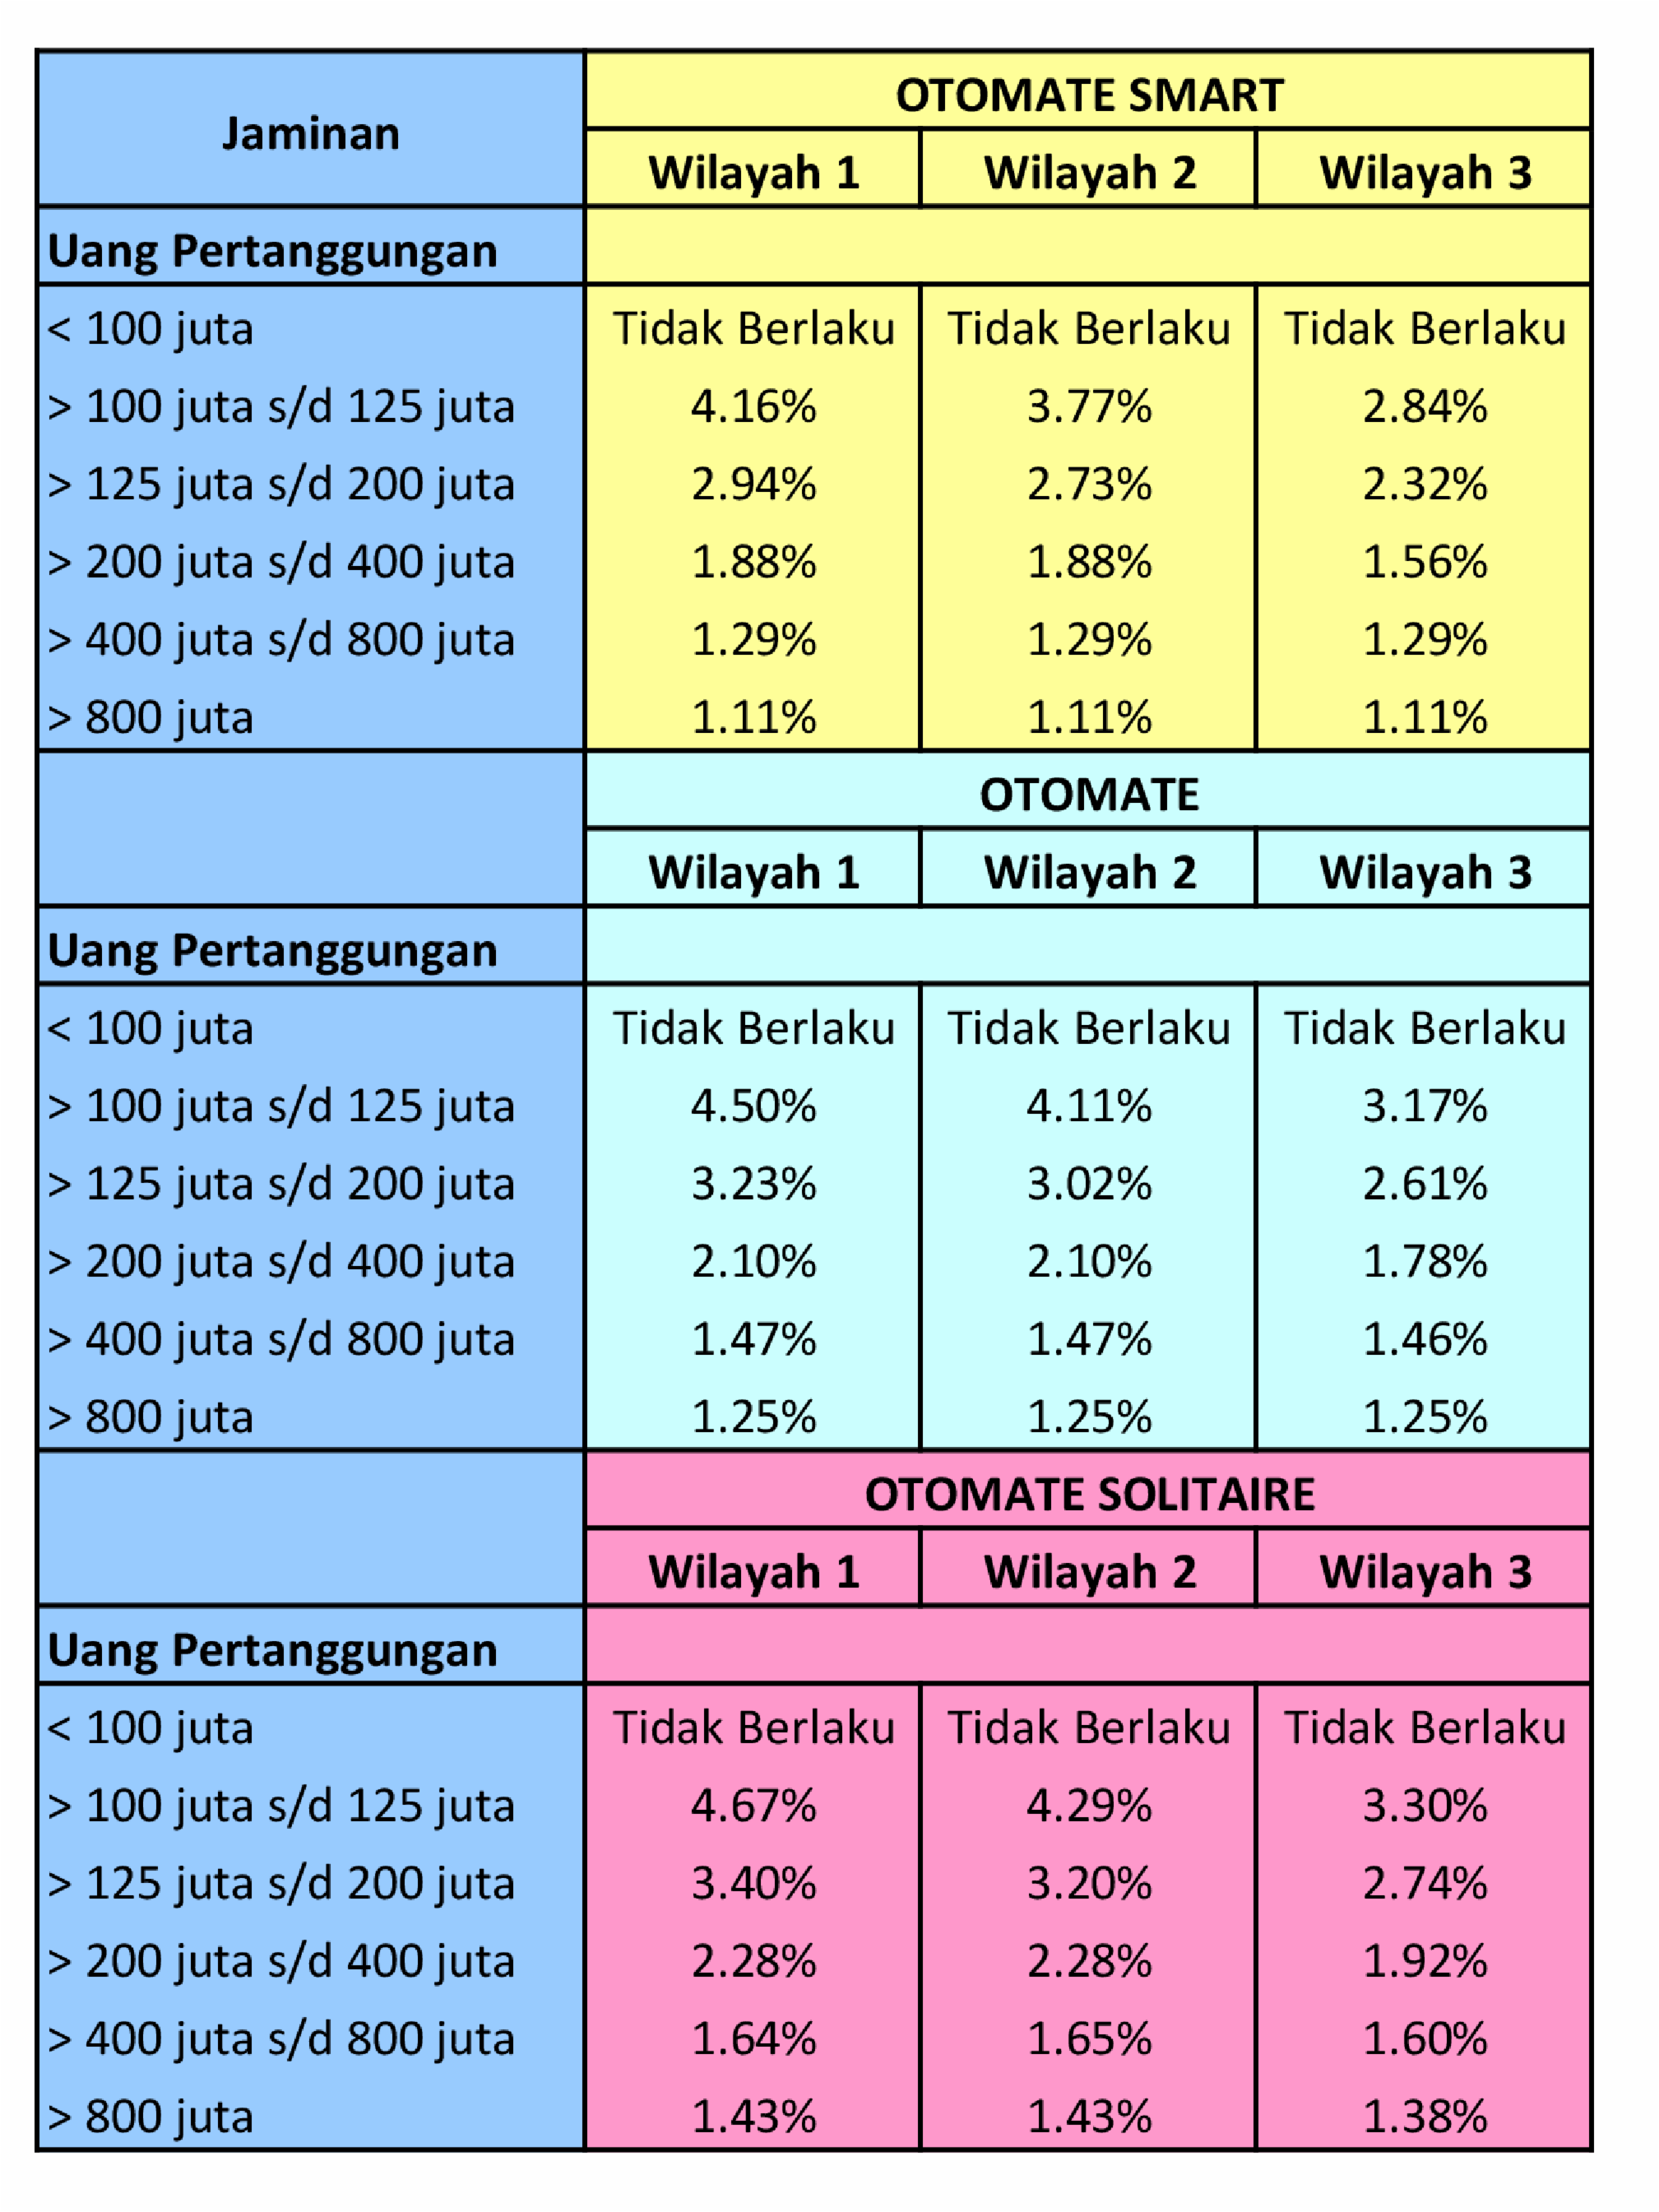 Jaminan
OTOMATE SMART
Wilayah 1 Wilayah 2 Wilayah 3
Uang Pertanggungan
< 100 juta Tidak Berlaku Tidak Berlaku Tidak Berlaku
> 100 juta s/d 125 juta 4.16% 3.77% 2.84%
> 125 juta s/d 200 juta 2.94% 2.73% 2.32%
> 200 juta s/d 400 juta 1.88% 1.88% 1.56%
> 400 juta s/d 800 juta 1.29% 1.29% 1.29%
> 800 juta 1.11% 1.11% 1.11%
OTOMATE
Wilayah 1 Wilayah 2 Wilayah 3
Uang Pertanggungan
< 100 juta Tidak Berlaku Tidak Berlaku Tidak Berlaku
> 100 juta s/d 125 juta 4.50% 4.11% 3.17%
> 125 juta s/d 200 juta 3.23% 3.02% 2.61%
> 200 juta s/d 400 juta 2.10% 2.10% 1.78%
> 400 juta s/d 800 juta 1.47% 1.47% 1.46%
> 800 juta 1.25% 1.25% 1.25%
OTOMATE SOLITAIRE
Wilayah 1 Wilayah 2 Wilayah 3
Uang Pertanggungan
< 100 juta Tidak Berlaku Tidak Berlaku Tidak Berlaku
> 100 juta s/d 125 juta 4.67% 4.29% 3.30%
> 125 juta s/d 200 juta 3.40% 3.20% 2.74%
> 200 juta s/d 400 juta 2.28% 2.28% 1.92%
> 400 juta s/d 800 juta 1.64% 1.65% 1.60%
> 800 juta 1.43% 1.43% 1.38%